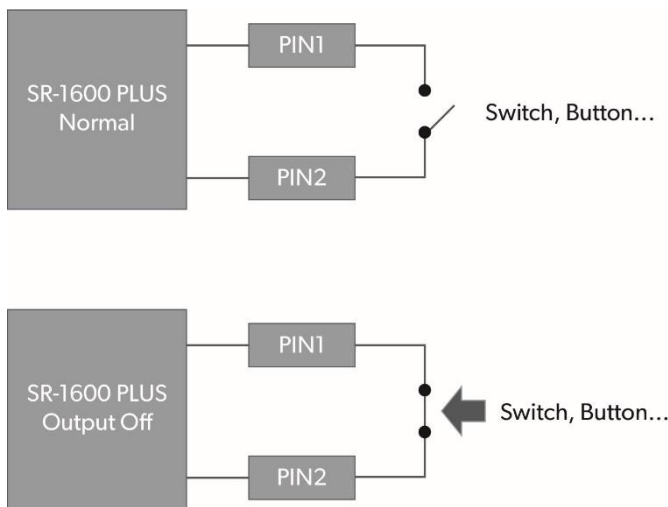 PIN1
SR-1600 PLUS
Normal
Switch, Button...
PIN2
PIN1
SR-1600 PLUS
Output Off
Switch, Button...
PIN2